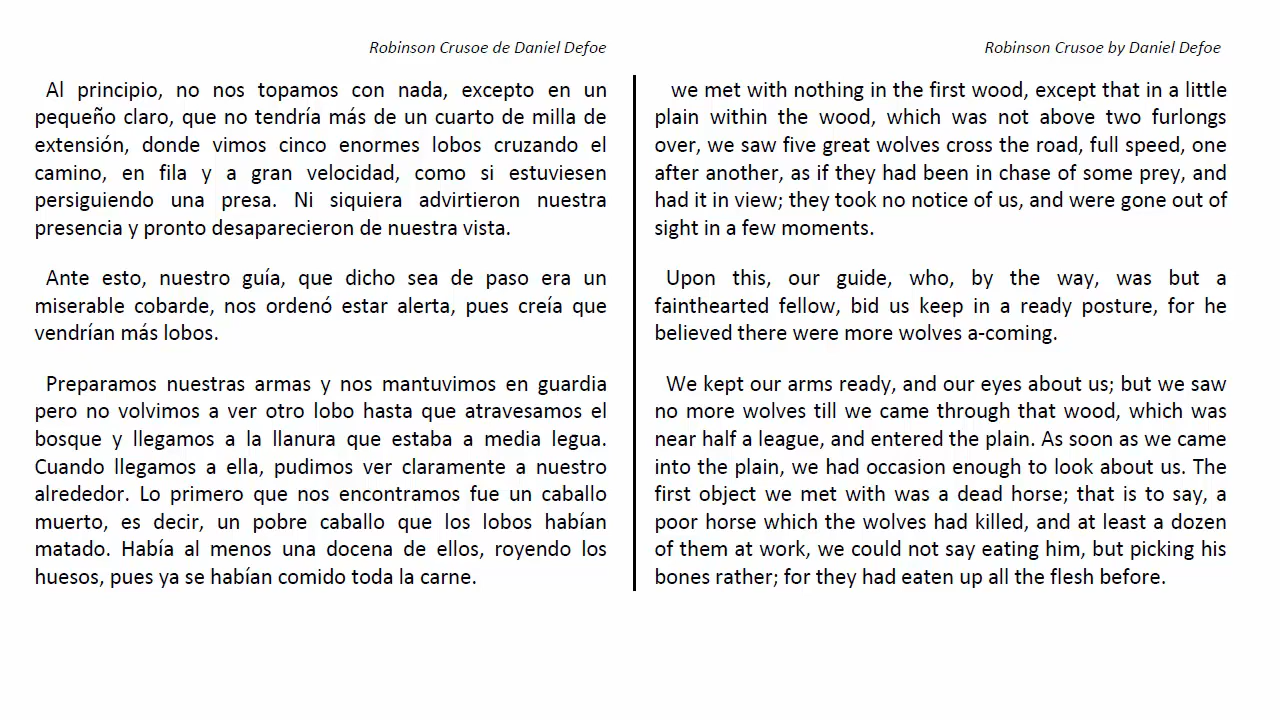 Robinson Crusoe de Daniel Defoe
Al principio, no nos topamos con nada, excepto en un
pequeño claro, que no tendría más de un cuarto de milla de
extensión, donde vimos cinco enormes lobos cruzando el
camino, en fila y a gran velocidad, como si estuviesen
persiguiendo una presa. Ni siquiera advirtieron nuestra
presencia y pronto desaparecieron de nuestra vista.
Ante esto, nuestro guía, que dicho sea de paso era un
miserable cobarde, nos ordenó estar alerta, pues creía que
vendrían más lobos.
Preparamos nuestras armas y nos mantuvimos en guardia
pero no volvimos a ver otro lobo hasta que atravesamos el
bosque y llegamos a la llanura que estaba a media legua.
Cuando llegamos a ella, pudimos ver claramente a nuestro
alrededor. Lo primero que nos encontramos fue un caballo
muerto, es decir, un pobre caballo que los lobos habían
matado. Había al menos una docena de ellos, royendo los
huesos, pues ya se habían comido toda la carne.
Robinson Crusoe by Daniel Defoe
we met with nothing in the first wood, except that in a little
plain within the wood, which was not above two furlongs
over, we saw five great wolves cross the road, full speed, one
after another, as if they had been in chase of some prey, and
had it in view; they took no notice of us, and were gone out of
sight in a few moments.
Upon this, our guide, who, by the way, was but a
fainthearted fellow, bid us keep in a ready posture, for he
believed there were more wolves a-coming.
We kept our arms ready, and our eyes about us; but we saw
no more wolves till we came through that wood, which was
near half a league, and entered the plain. As soon as we came
into the plain, we had occasion enough to look about us. The
first object we met with was a dead horse; that is to say, a
poor horse which the wolves had killed, and at least a dozen
of them at work, we could not say eating him, but picking his
bones rather; for they had eaten up all the flesh before.